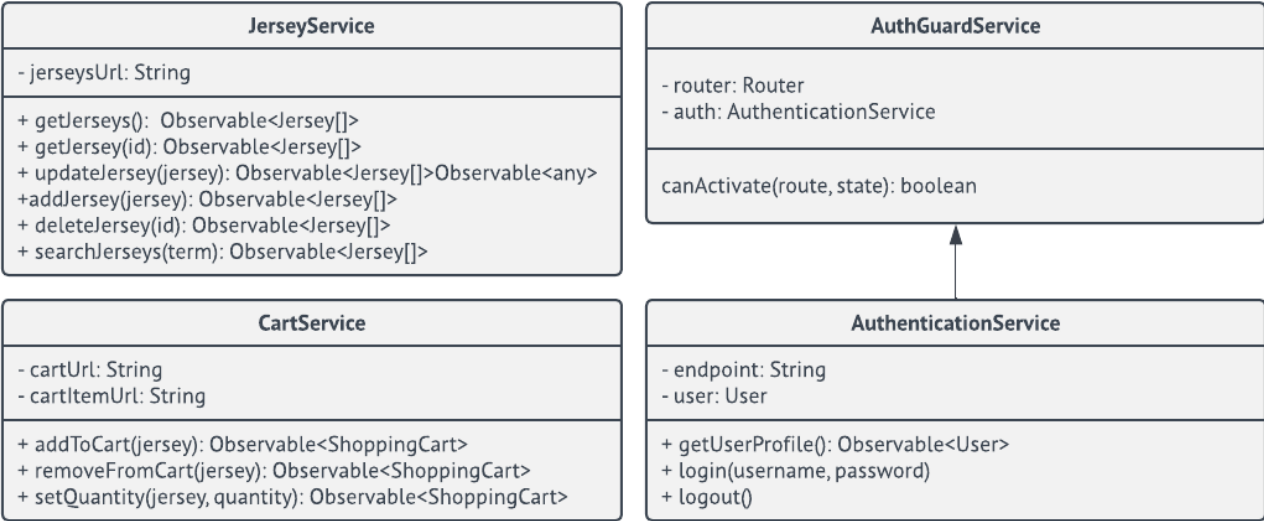 JerseyService
- jerseysUrl: String
+ getJerseys():  Observable<Jersey[]>
+ getJersey(id): Observable<Jersey[]>
+ updateJersey(jersey): Observable<Jersey[]>Observable<any>
+addJersey(jersey): Observable<Jersey[]>
+ deleteJersey(id): Observable<Jersey[]>
+ searchJerseys(term): Observable<Jersey[]>
AuthGuardService
- router: Router
- auth: AuthenticationService
canActivate(route, state): boolean
CartService
- cartUrl: String
- cartItemUrl: String
+ addToCart(jersey): Observable<ShoppingCart>
+ removeFromCart(jersey): Observable<ShoppingCart>
+ setQuantity(jersey, quantity): Observable<ShoppingCart>
AuthenticationService
- endpoint: String
- user: User
+ getUserProfile(): Observable<User>
+ login(username, password)
+ logout()